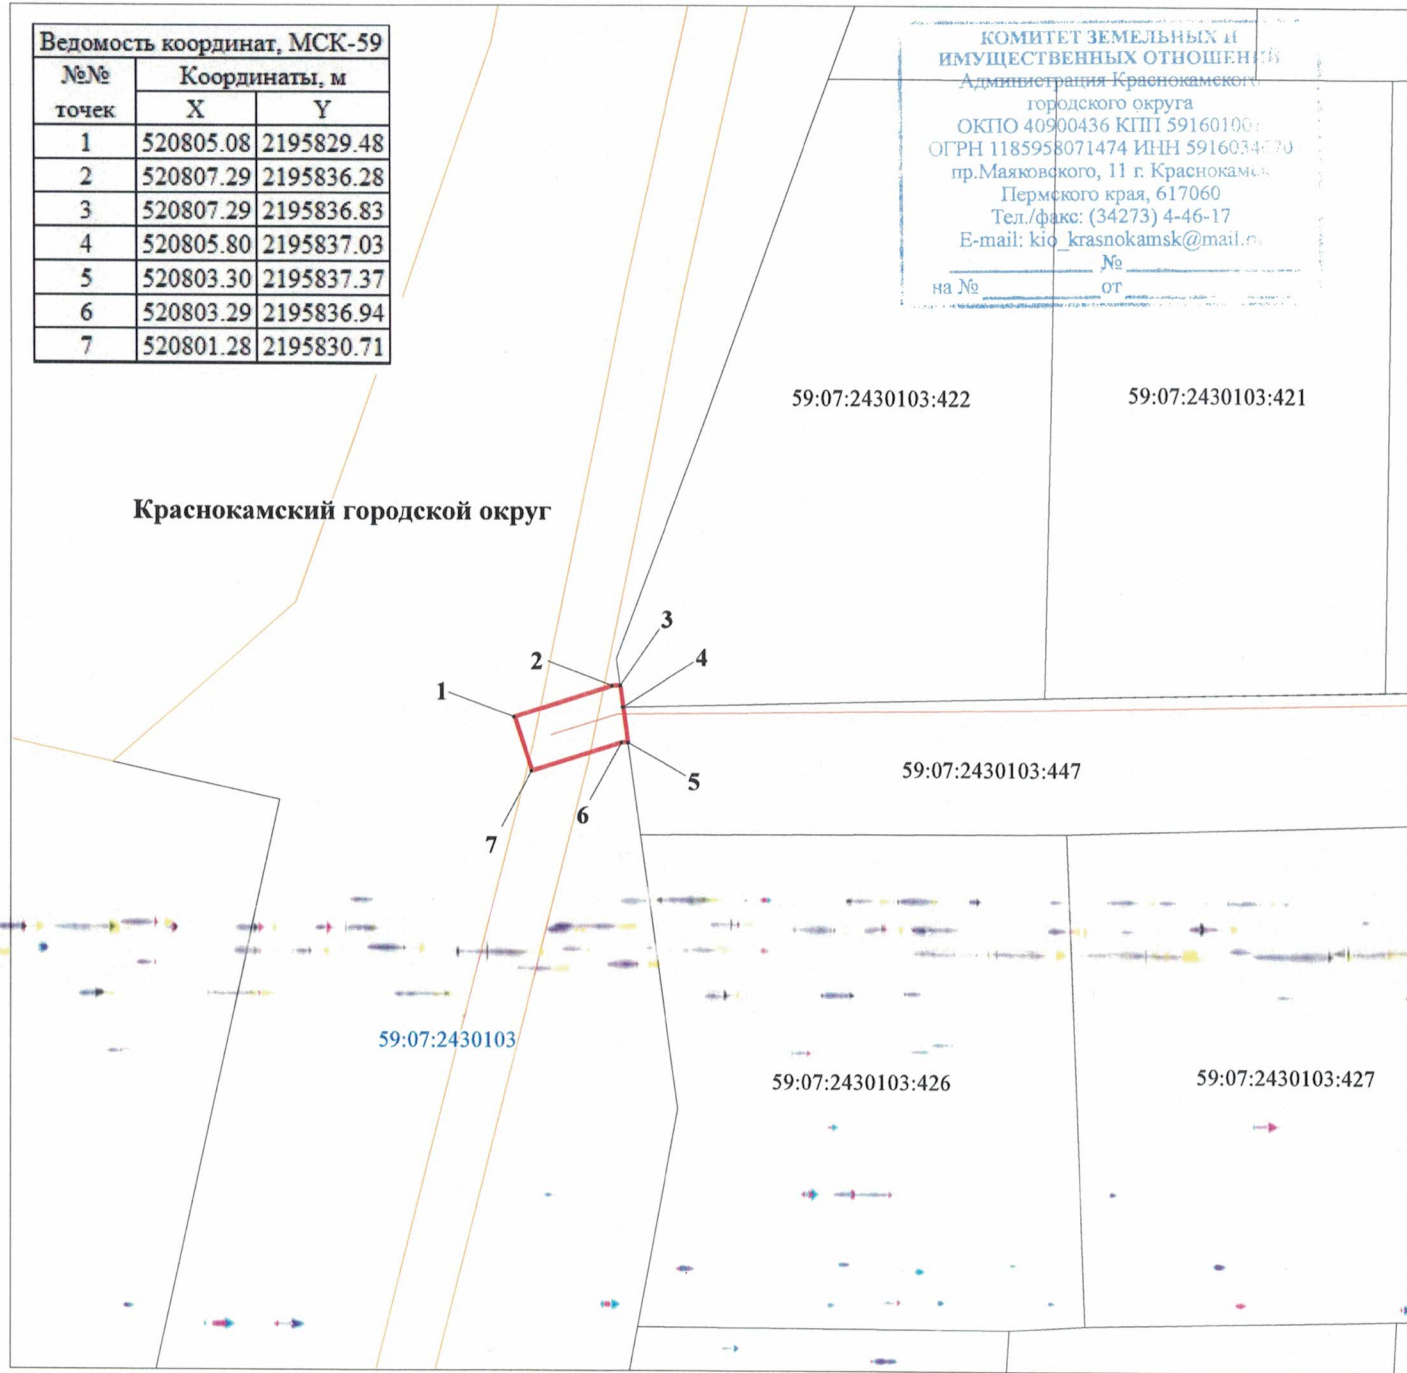 Ведомость координат, МСК-59
№№ точек Координаты, м
X Y
1 520805.08 2195829.48
2 520807.29 2195836.28
3 520807.29 2195836.83
4 520805.80 2195837.03
5 520803.30 2195837.37
6 520803.29 2195836.94
7 520801.28 2195830.71
КОМИТЕТ ЗЕМЕЛЬНЫХ И
ИМУЩЕСТВЕННЫХ ОТНОШЕНИЙ
Администрация Краснокамского
городского округа
ОКПО 40900436 КПП
ОГРН 1185958071474 ИНН
пр.Маяковского, 11 г. Краснокамск
Пермского края, 617060
Тел./факс: (34273) 4-46-17
E-mail:
№
на № от
59:07:2430103:422
59:07:2430103:421
Краснокамский городской округ
3
2
4
1
59:07:2430103:447
5
6
7
59:07:2430103
59:07:2430103:426
59:07:2430103:427